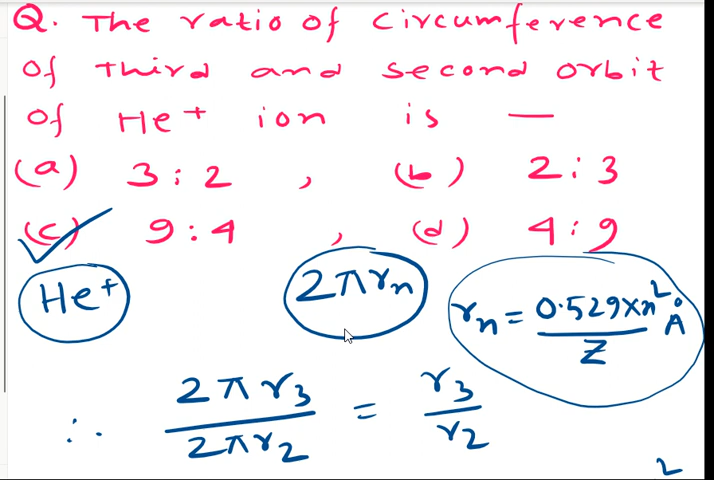 Q. The ratio of circumference
of third and second orbit
of He⁺ ion is —
(a) 3 : 2 , (b) 2 : 3
(c) 9 : 4 , (d) 4 : 9
He⁺ 2πrₙ rₙ = 0.529×n² Å / Z
∴ 2πr₃ / 2πr₂ = r₃ / r₂
2